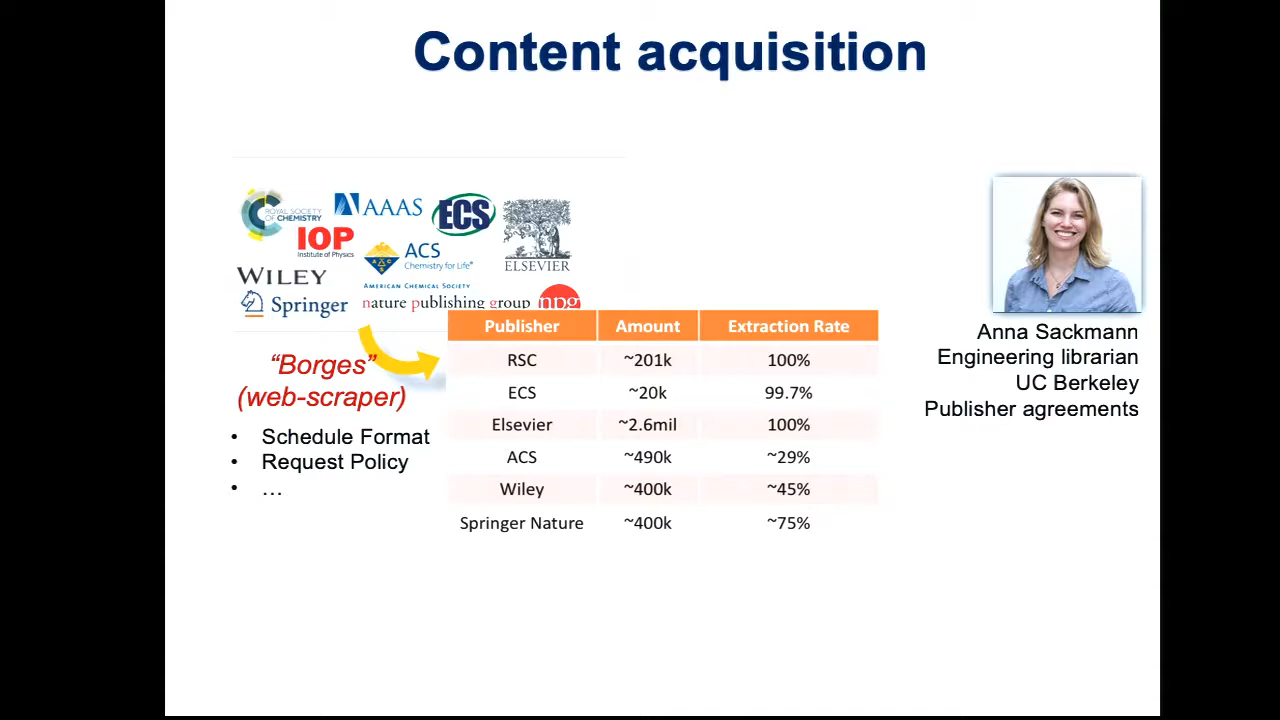 Content acquisition
ROYAL SOCIETY
OF CHEMISTRY
AAAS
ECS
IOP
Institute of Physics
ELSEVIER
ACS
Chemistry for Life®
AMERICAN CHEMICAL SOCIETY
WILEY
Springer
nature publishing group npg
"Borges"
(web-scraper)
• Schedule Format
• Request Policy
• …
Publisher Amount Extraction Rate
RSC ~201k 100%
ECS ~20k 99.7%
Elsevier ~2.6mil 100%
ACS ~490k ~29%
Wiley ~400k ~45%
Springer Nature ~400k ~75%
Anna Sackmann
Engineering librarian
UC Berkeley
Publisher agreements